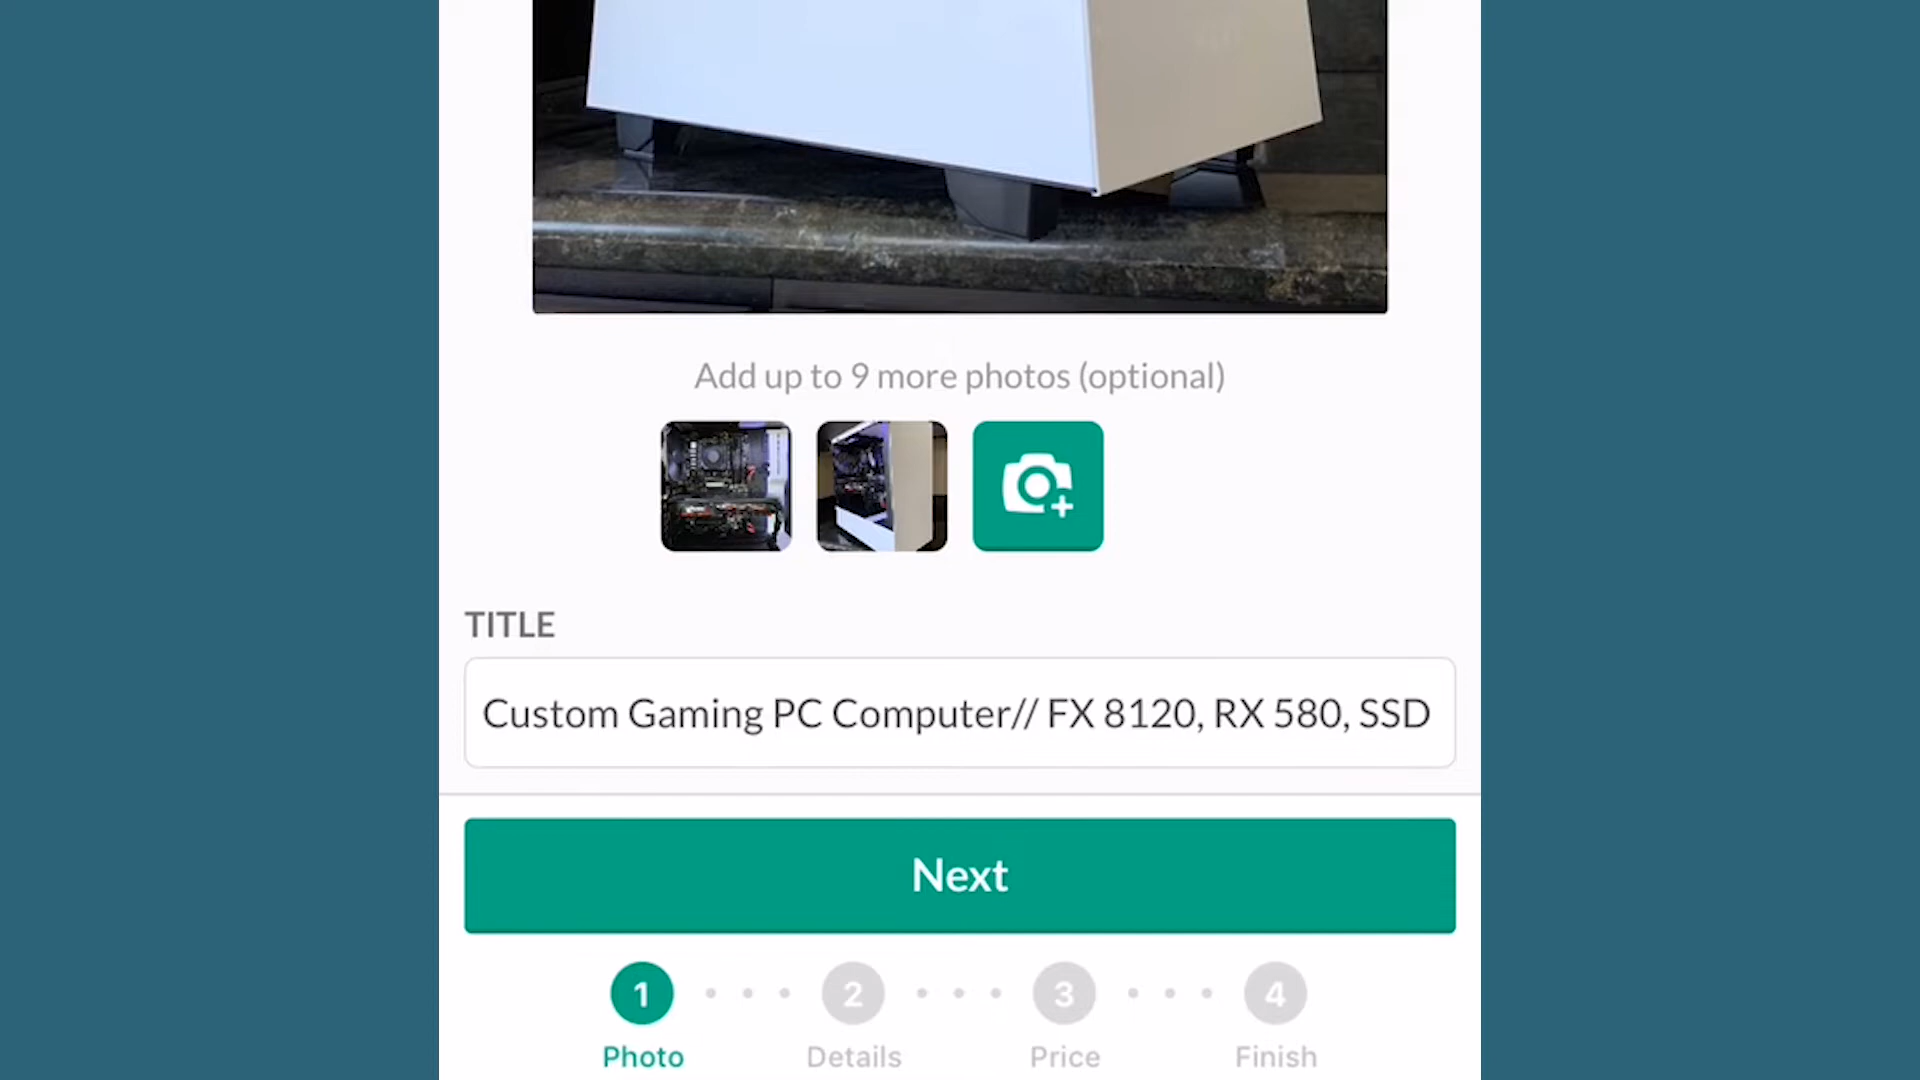 Add up to 9 more photos (optional)
TITLE
Custom Gaming PC Computer// FX 8120, RX 580, SSD
Next
1 2 3 4
Photo Details Price Finish